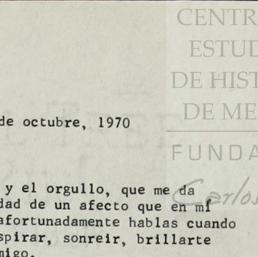 CENTR
ESTUD
DE HIST
DE ME
FUNDA
Carlos
de octubre, 1970
y el orgullo, que me da
dad de un afecto que en mí
afortunadamente hablas cuando
spirar, sonreir, brillarte
migo.